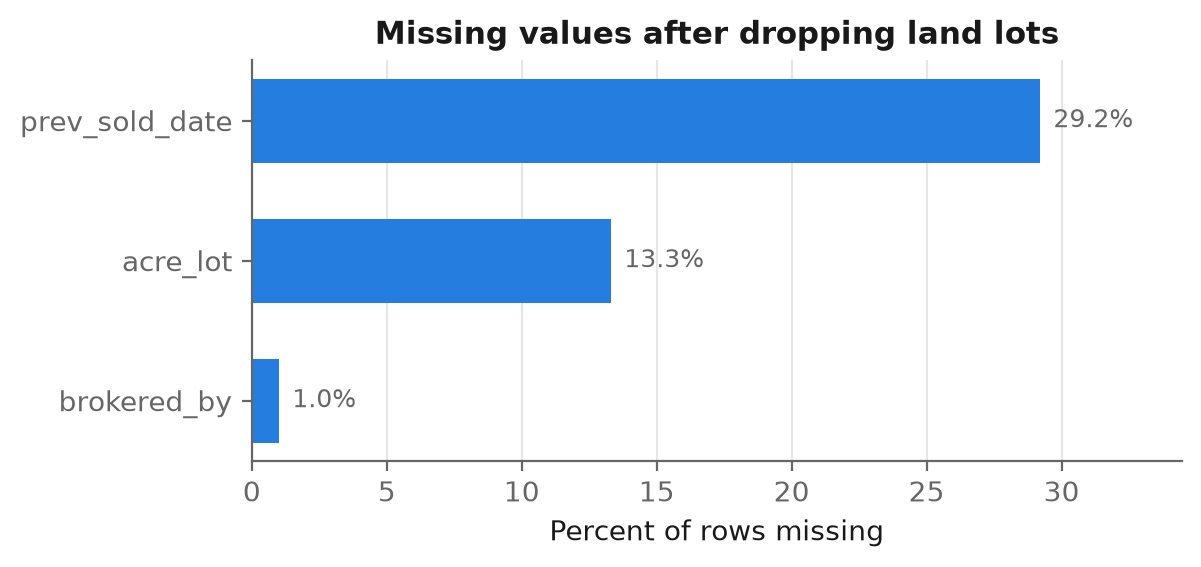 Missing values after dropping land lots
prev_sold_date
29.2%
acre_lot
13.3%
brokered_by
1.0%
0 5 10 15 20 25 30
Percent of rows missing